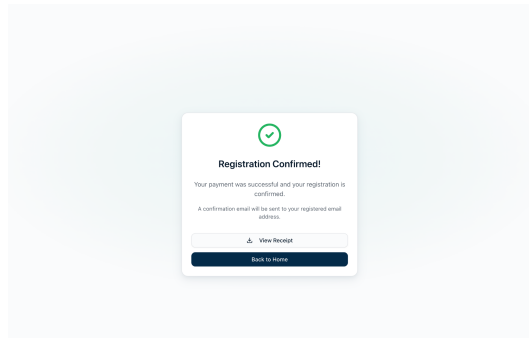 Registration Confirmed!
Your payment was successful and your registration is
confirmed.
A confirmation email will be sent to your registered email
address.
View Receipt
Back to Home